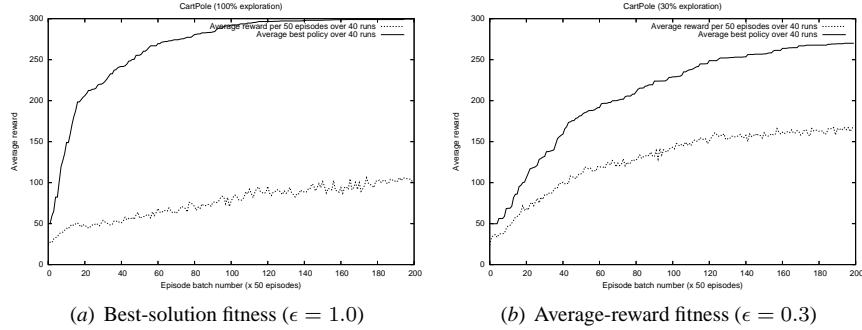 CartPole (100% exploration)
300
250
200
150
100
50
0
Average reward
Average reward per 50 episodes over 40 runs
Average best policy over 40 runs
0 20 40 60 80 100 120 140 160 180 200
Episode batch number (x 50 episodes)
(a) Best-solution fitness (ϵ = 1.0)
CartPole (30% exploration)
300
250
200
150
100
50
0
Average reward
Average reward per 50 episodes over 40 runs
Average best policy over 40 runs
0 20 40 60 80 100 120 140 160 180 200
Episode batch number (x 50 episodes)
(b) Average-reward fitness (ϵ = 0.3)